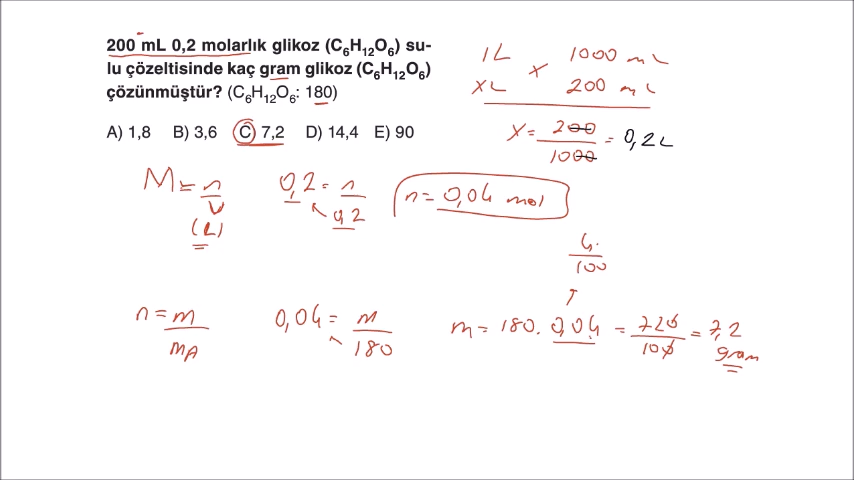 200 mL 0,2 molarlık glikoz (C₆H₁₂O₆) su-
lu çözeltisinde kaç gram glikoz (C₆H₁₂O₆)
çözünmüştür? (C₆H₁₂O₆: 180)
A) 1,8 B) 3,6 C) 7,2 D) 14,4 E) 90
1L x 1000 mL
XL 200 mL
X = 200/1000 = 0,2L
M = n/V (L)
0,2 = n/0,2
n = 0,04 mol
4/100
n = m/MA
0,04 = m/180
m = 180 . 0,04 = 720/100 = 7,2 gram